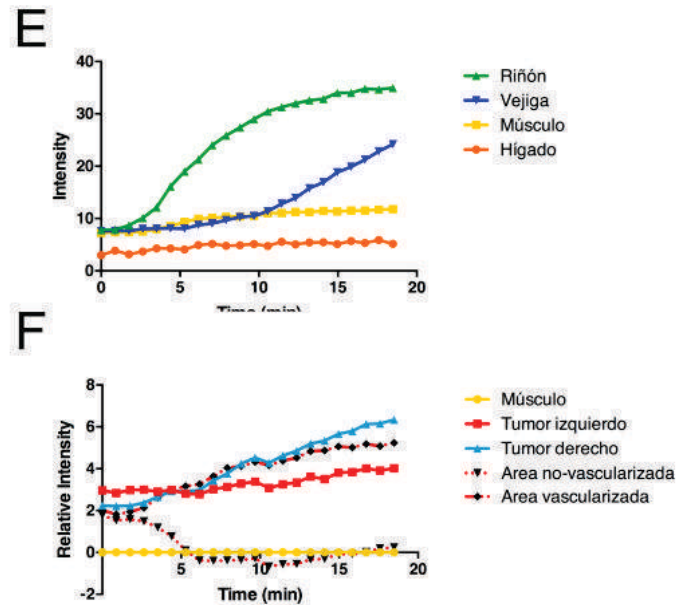 E
40
30
20
10
0
Intensity
0 5 10 15 20
Time (min)
Riñón
Vejiga
Músculo
Hígado
F
8
6
4
2
0
-2
Relative Intensity
5 10 15 20
Time (min)
Músculo
Tumor izquierdo
Tumor derecho
Area no-vascularizada
Area vascularizada